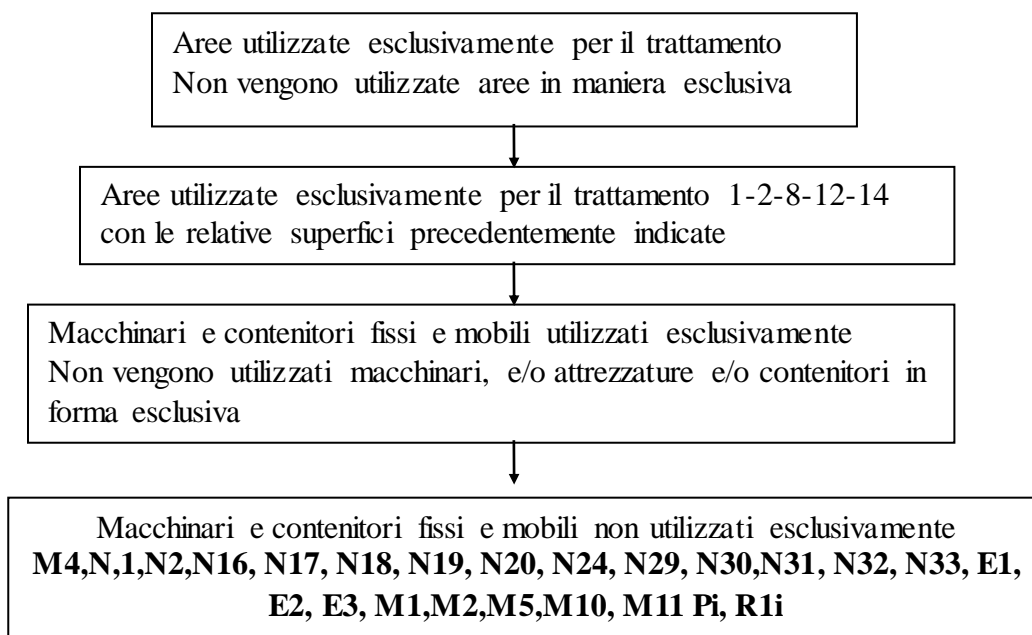 Aree utilizzate esclusivamente per il trattamento
Non vengono utilizzate aree in maniera esclusiva
Aree utilizzate esclusivamente per il trattamento 1-2-8-12-14
con le relative superfici precedentemente indicate
Macchinari e contenitori fissi e mobili utilizzati esclusivamente
Non vengono utilizzati macchinari, e/o attrezzature e/o contenitori in
forma esclusiva
Macchinari e contenitori fissi e mobili non utilizzati esclusivamente
M4,N,1,N2,N16, N17, N18, N19, N20, N24, N29, N30,N31, N32, N33, E1,
E2, E3, M1,M2,M5,M10, M11 Pi, R1i